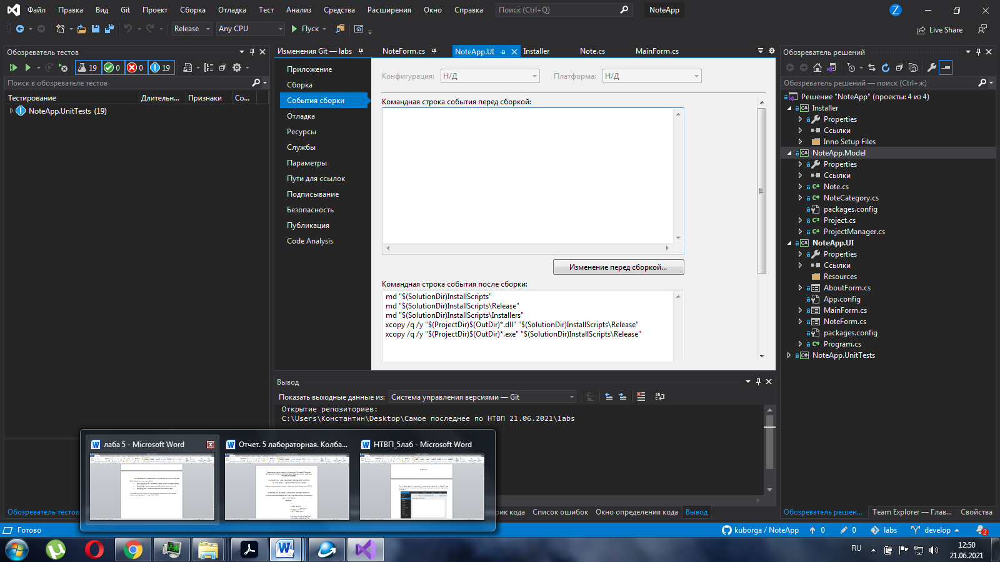 Файл Правка Вид Git Проект Сборка Отладка Тест Анализ Средства Расширения Окно Справка Поиск (Ctrl+Q) NoteApp Z
Release Any CPU Пуск Live Share
Обозреватель тестов
19 0 0 19
Поиск в обозревателе тестов
Тестирование Длительн... Признаки Со...
NoteApp.UnitTests (19)
Изменения Git — labs NoteForm.cs NoteApp.UI Installer Note.cs MainForm.cs
Приложение
Сборка
События сборки
Отладка
Ресурсы
Службы
Параметры
Пути для ссылок
Подписывание
Безопасность
Публикация
Code Analysis
Конфигурация: Н/Д Платформа: Н/Д
Командная строка события перед сборкой:
Изменение перед сборкой...
Командная строка события после сборки:
md "$(SolutionDir)InstallScripts"
md "$(SolutionDir)InstallScripts\Release"
md "$(SolutionDir)InstallScripts\Installers"
xcopy /q /y "$(ProjectDir)$(OutDir)*.dll" "$(SolutionDir)InstallScripts\Release"
xcopy /q /y "$(ProjectDir)$(OutDir)*.exe" "$(SolutionDir)InstallScripts\Release"
Вывод
Показать выходные данные из: Система управления версиями — Git
Открытие репозиториев:
C:\Users\Константин\Desktop\Самое последнее по НТВП 21.06.2021\labs
Обозреватель решений
Обозреватель решений — поиск (Ctrl+ж)
Решение "NoteApp" (проекты: 4 из 4)
Installer
Properties
Ссылки
Inno Setup Files
NoteApp.Model
Properties
Ссылки
Note.cs
NoteCategory.cs
packages.config
Project.cs
ProjectManager.cs
NoteApp.UI
Properties
Ссылки
Resources
AboutForm.cs
App.config
MainForm.cs
NoteForm.cs
packages.config
Program.cs
NoteApp.UnitTests
лаба 5 - Microsoft Word
Отчет. 5 лабораторная. Колба...
НТВП_5лаб - Microsoft Word
Обозреватель тестов кода Список ошибок Окно определения кода Вывод Обозреватель решен... Team Explorer — Глав... Свойства
Готово kuborga / NoteApp 0 0 labs develop 2
RU 12:50
21.06.2021